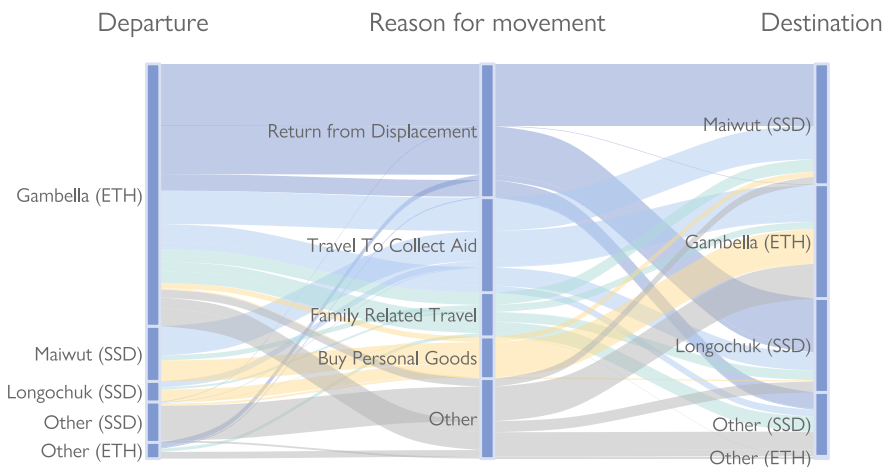 Departure
Reason for movement
Destination
Gambella (ETH)
Maiwut (SSD)
Longochuk (SSD)
Other (SSD)
Other (ETH)
Return from Displacement
Travel To Collect Aid
Family Related Travel
Buy Personal Goods
Other
Maiwut (SSD)
Gambella (ETH)
Longochuk (SSD)
Other (SSD)
Other (ETH)